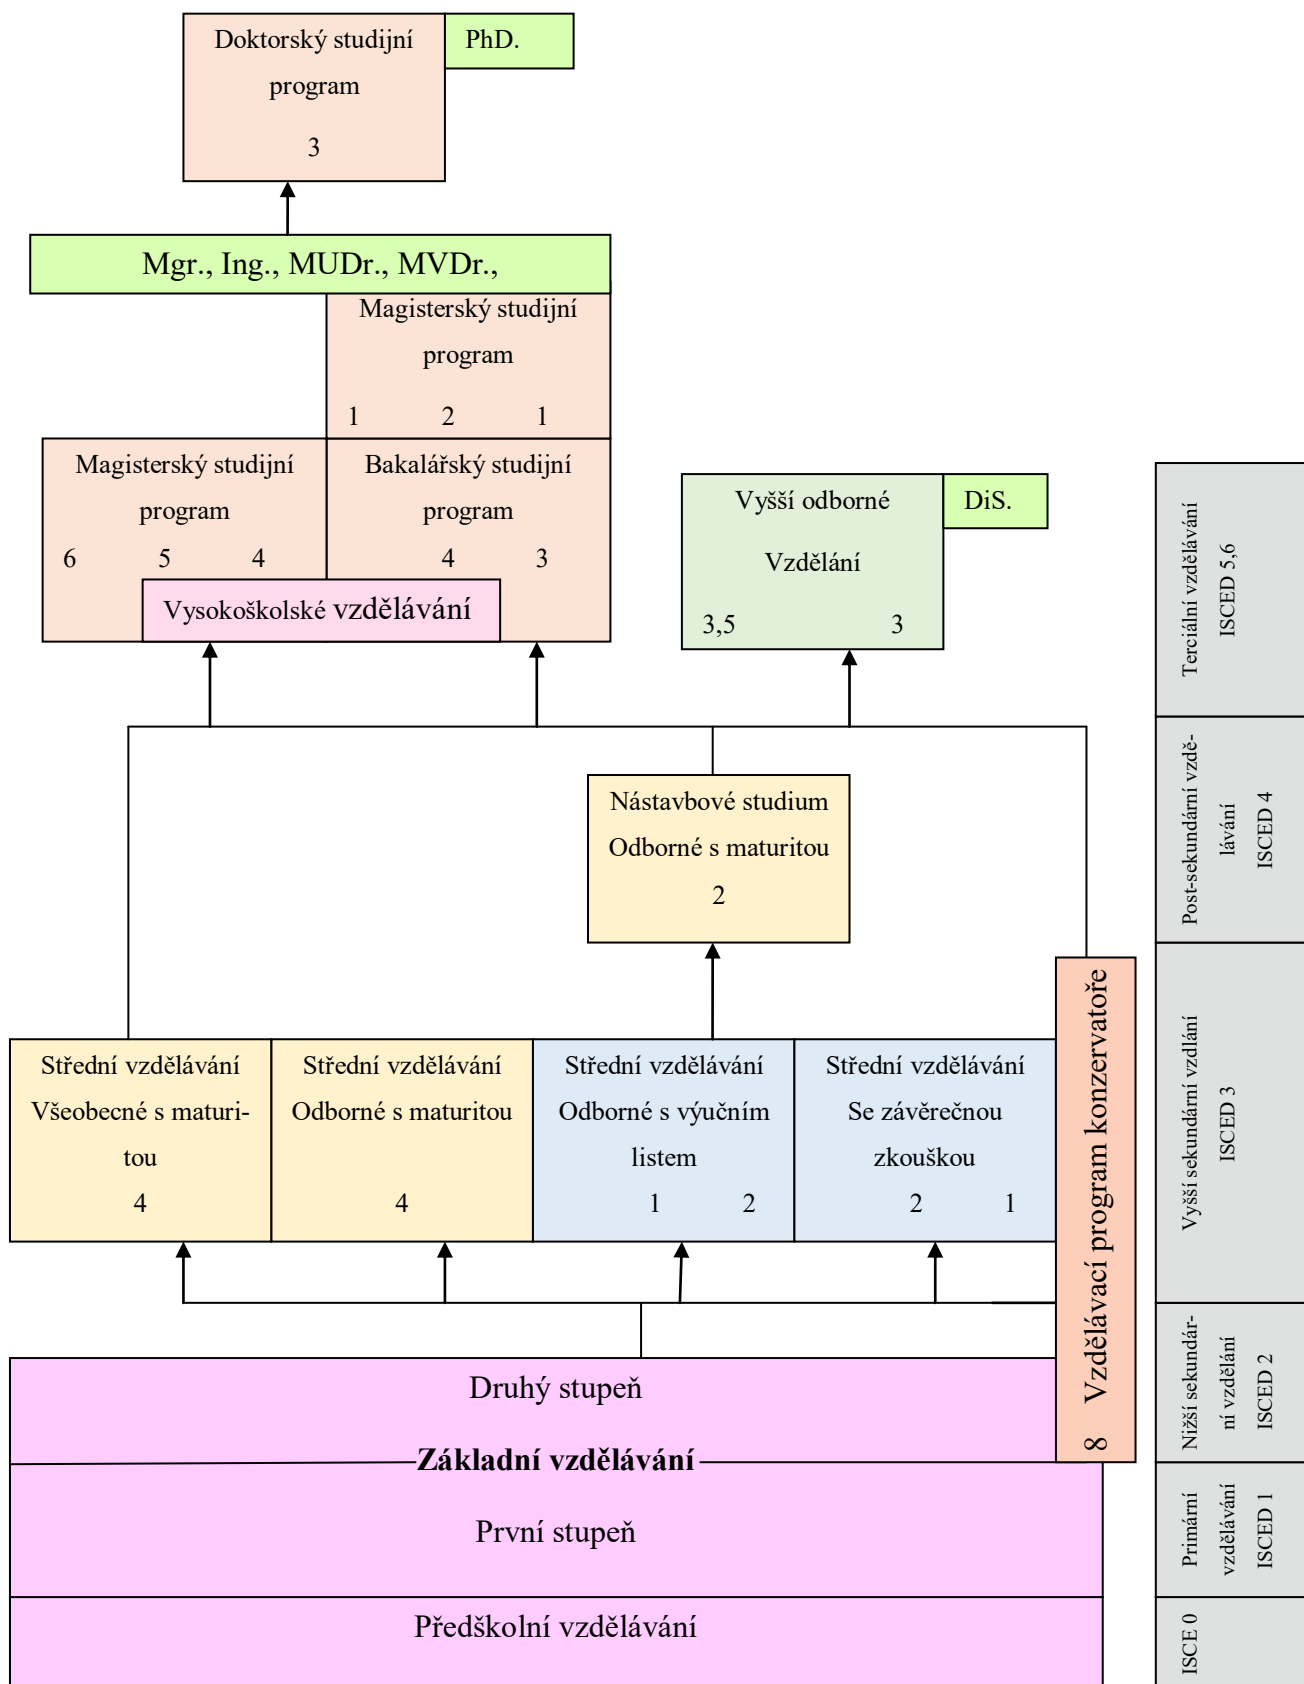 Doktorský studijní
program
3
PhD.
Mgr., Ing., MUDr., MVDr.,
Magisterský studijní
program
1 2 1
Magisterský studijní
program
6 5 4
Bakalářský studijní
program
4 3
Vysokoškolské vzdělávání
Vyšší odborné
Vzdělání
3,5 3
DiS.
Nástavbové studium
Odborné s maturitou
2
Střední vzdělávání
Všeobecné s maturi-
tou
4
Střední vzdělávání
Odborné s maturitou
4
Střední vzdělávání
Odborné s výučním
listem
1 2
Střední vzdělávání
Se závěrečnou
zkouškou
2 1
8 Vzdělávací program konzervatoře
Druhý stupeň
Základní vzdělávání
První stupeň
Předškolní vzdělávání
Terciální vzdělávání
ISCED 5,6
Post-sekundární vzdě-
lávání
ISCED 4
Vyšší sekundární vzdlání
ISCED 3
Nižší sekundár-
ní vzdělání
ISCED 2
Primární
vzdělávání
ISCED 1
ISCE 0